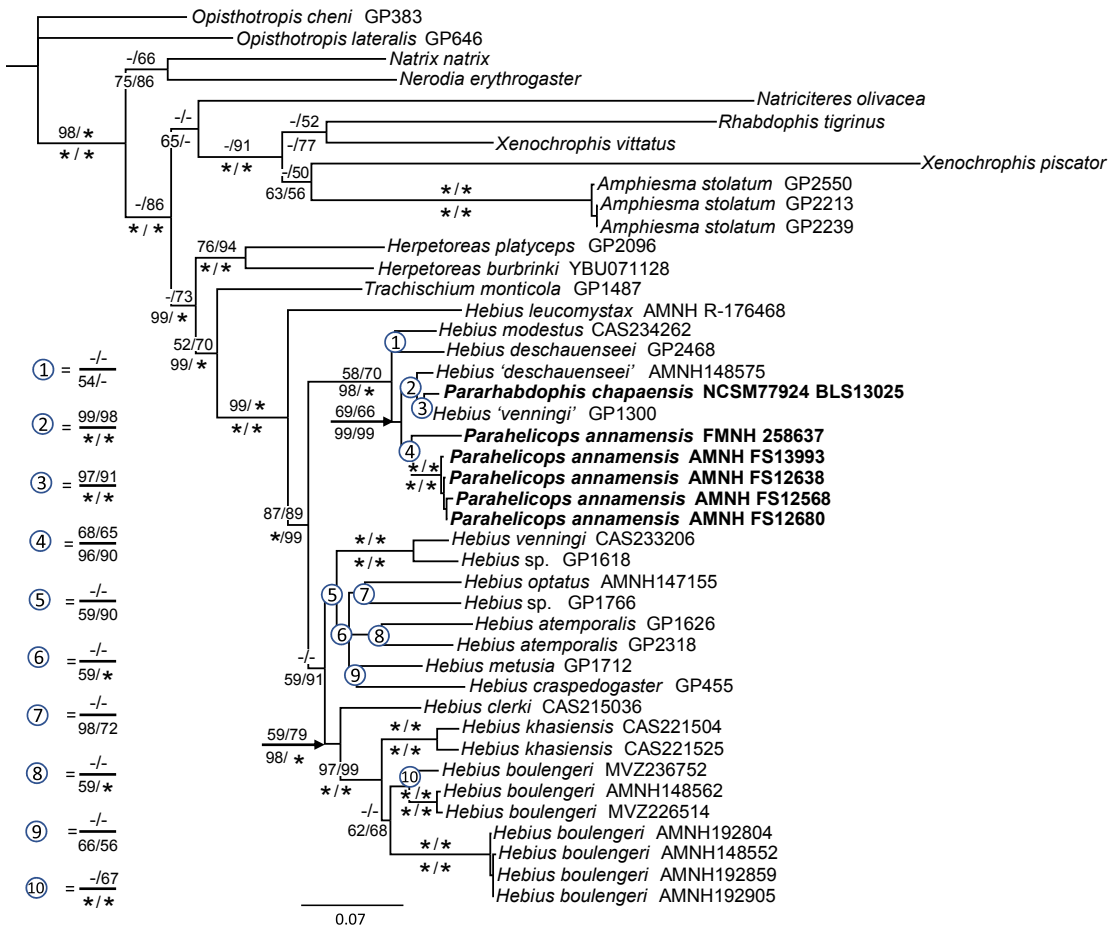 Opisthotropis cheni GP383
Opisthotropis lateralis GP646
-/66
Natrix natrix
75/86
Nerodia erythrogaster
-/-
Natriciteres olivacea
98/*
*/*
65/-
-/91
*/*
-/52
Rhabdophis tigrinus
-/77
Xenochrophis vittatus
-/50
63/56
Xenochrophis piscator
*/*
*/*
Amphiesma stolatum GP2550
Amphiesma stolatum GP2213
Amphiesma stolatum GP2239
-/86
*/*
76/94
*/*
Herpetoreas platyceps GP2096
Herpetoreas burbrinki YBU071128
-/73
99/*
Trachischium monticola GP1487
52/70
99/*
Hebius leucomystax AMNH R-176468
Hebius modestus CAS234262
1
Hebius deschauenseei GP2468
58/70
98/*
Hebius ‘deschauenseei’ AMNH148575
2
Pararhabdophis chapaensis NCSM77924 BLS13025
3
Hebius ‘venningi’ GP1300
99/*
*/*
69/66
99/99
Parahelicops annamensis FMNH 258637
4
Parahelicops annamensis AMNH FS13993
*/*
*/*
Parahelicops annamensis AMNH FS12638
Parahelicops annamensis AMNH FS12568
Parahelicops annamensis AMNH FS12680
87/89
*/99
Hebius venningi CAS233206
*/*
*/*
Hebius sp. GP1618
Hebius optatus AMNH147155
5
7
Hebius sp. GP1766
Hebius atemporalis GP1626
6
8
Hebius atemporalis GP2318
-/-
59/91
Hebius metusia GP1712
9
Hebius craspedogaster GP455
Hebius clerki CAS215036
59/79
98/*
*/*
*/*
Hebius khasiensis CAS221504
Hebius khasiensis CAS221525
97/99
*/*
10
Hebius boulengeri MVZ236752
*/*
*/*
Hebius boulengeri AMNH148562
Hebius boulengeri MVZ226514
-/-
62/68
*/*
*/*
Hebius boulengeri AMNH192804
Hebius boulengeri AMNH148552
Hebius boulengeri AMNH192859
Hebius boulengeri AMNH192905
1 = -/-
54/-
2 = 99/98
*/*
3 = 97/91
*/*
4 = 68/65
96/90
5 = -/-
59/90
6 = -/-
59/*
7 = -/-
98/72
8 = -/-
59/*
9 = -/-
66/56
10 = -/67
*/*
0.07